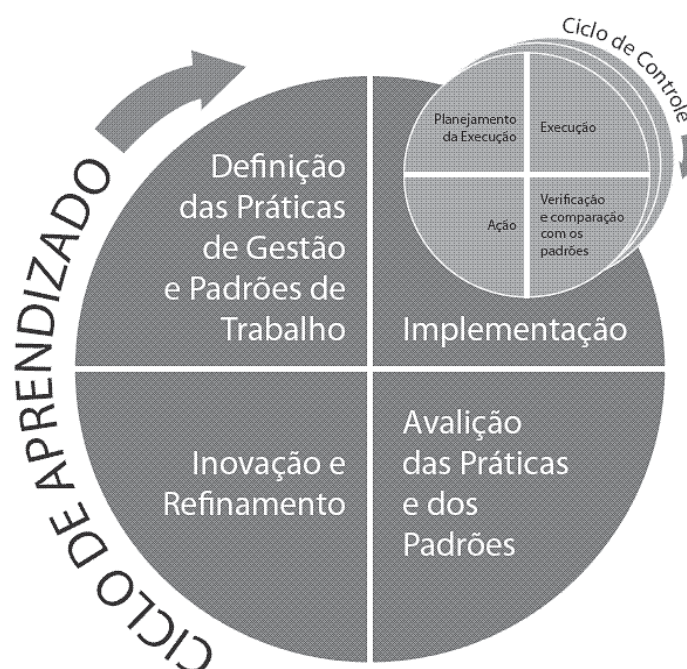 CICLO DE APRENDIZADO
Definição
das Práticas
de Gestão
e Padrões de
Trabalho
Ciclo de Controle
Planejamento
da Execução
Execução
Ação
Verificação
e comparação
com os
padrões
Implementação
Inovação e
Refinamento
Avalição
das Práticas
e dos
Padrões